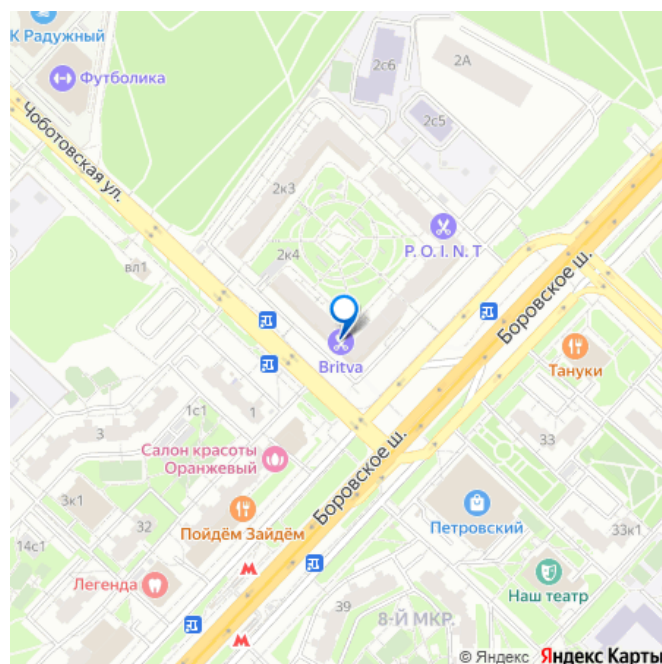 К Радужный
Футболика
Чоботовская ул.
2с6
2А
2с5
2к3
2к4
P. O. I. N. T
вл1
Боровское ш.
Britva
Тануки
1с1
1
3
Салон красоты
Оранжевый
Боровское ш.
33
3к1
32
Пойдём Зайдём
Петровский
33к1
14с1
Легенда
Наш театр
39
8-Й МКР.
© Яндекс Яндекс Карты